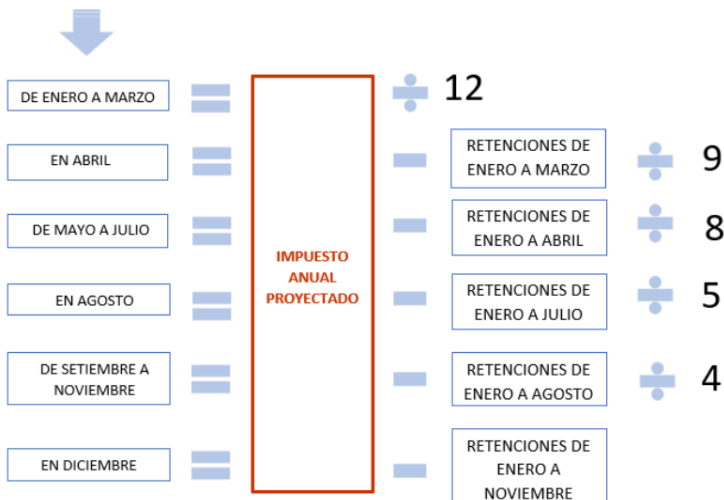 DE ENERO A MARZO
÷ 12
EN ABRIL
RETENCIONES DE
ENERO A MARZO
÷ 9
DE MAYO A JULIO
RETENCIONES DE
ENERO A ABRIL
÷ 8
IMPUESTO
ANUAL
PROYECTADO
EN AGOSTO
RETENCIONES DE
ENERO A JULIO
÷ 5
DE SETIEMBRE A
NOVIEMBRE
RETENCIONES DE
ENERO A AGOSTO
÷ 4
EN DICIEMBRE
RETENCIONES DE
ENERO A
NOVIEMBRE